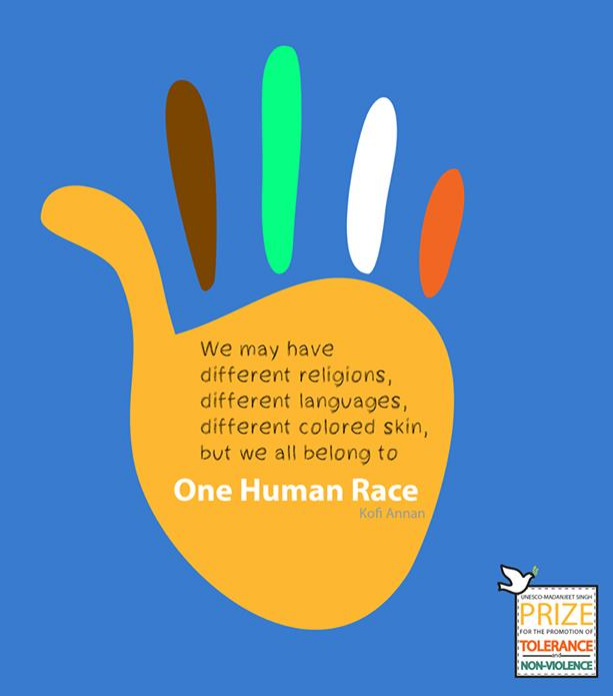 We may have
different religions,
different languages,
different colored skin,
but we all belong to
One Human Race
Kofi Annan
UNESCO-MADANJEET SINGH
PRIZE
FOR THE PROMOTION OF
TOLERANCE
and
NON-VIOLENCE